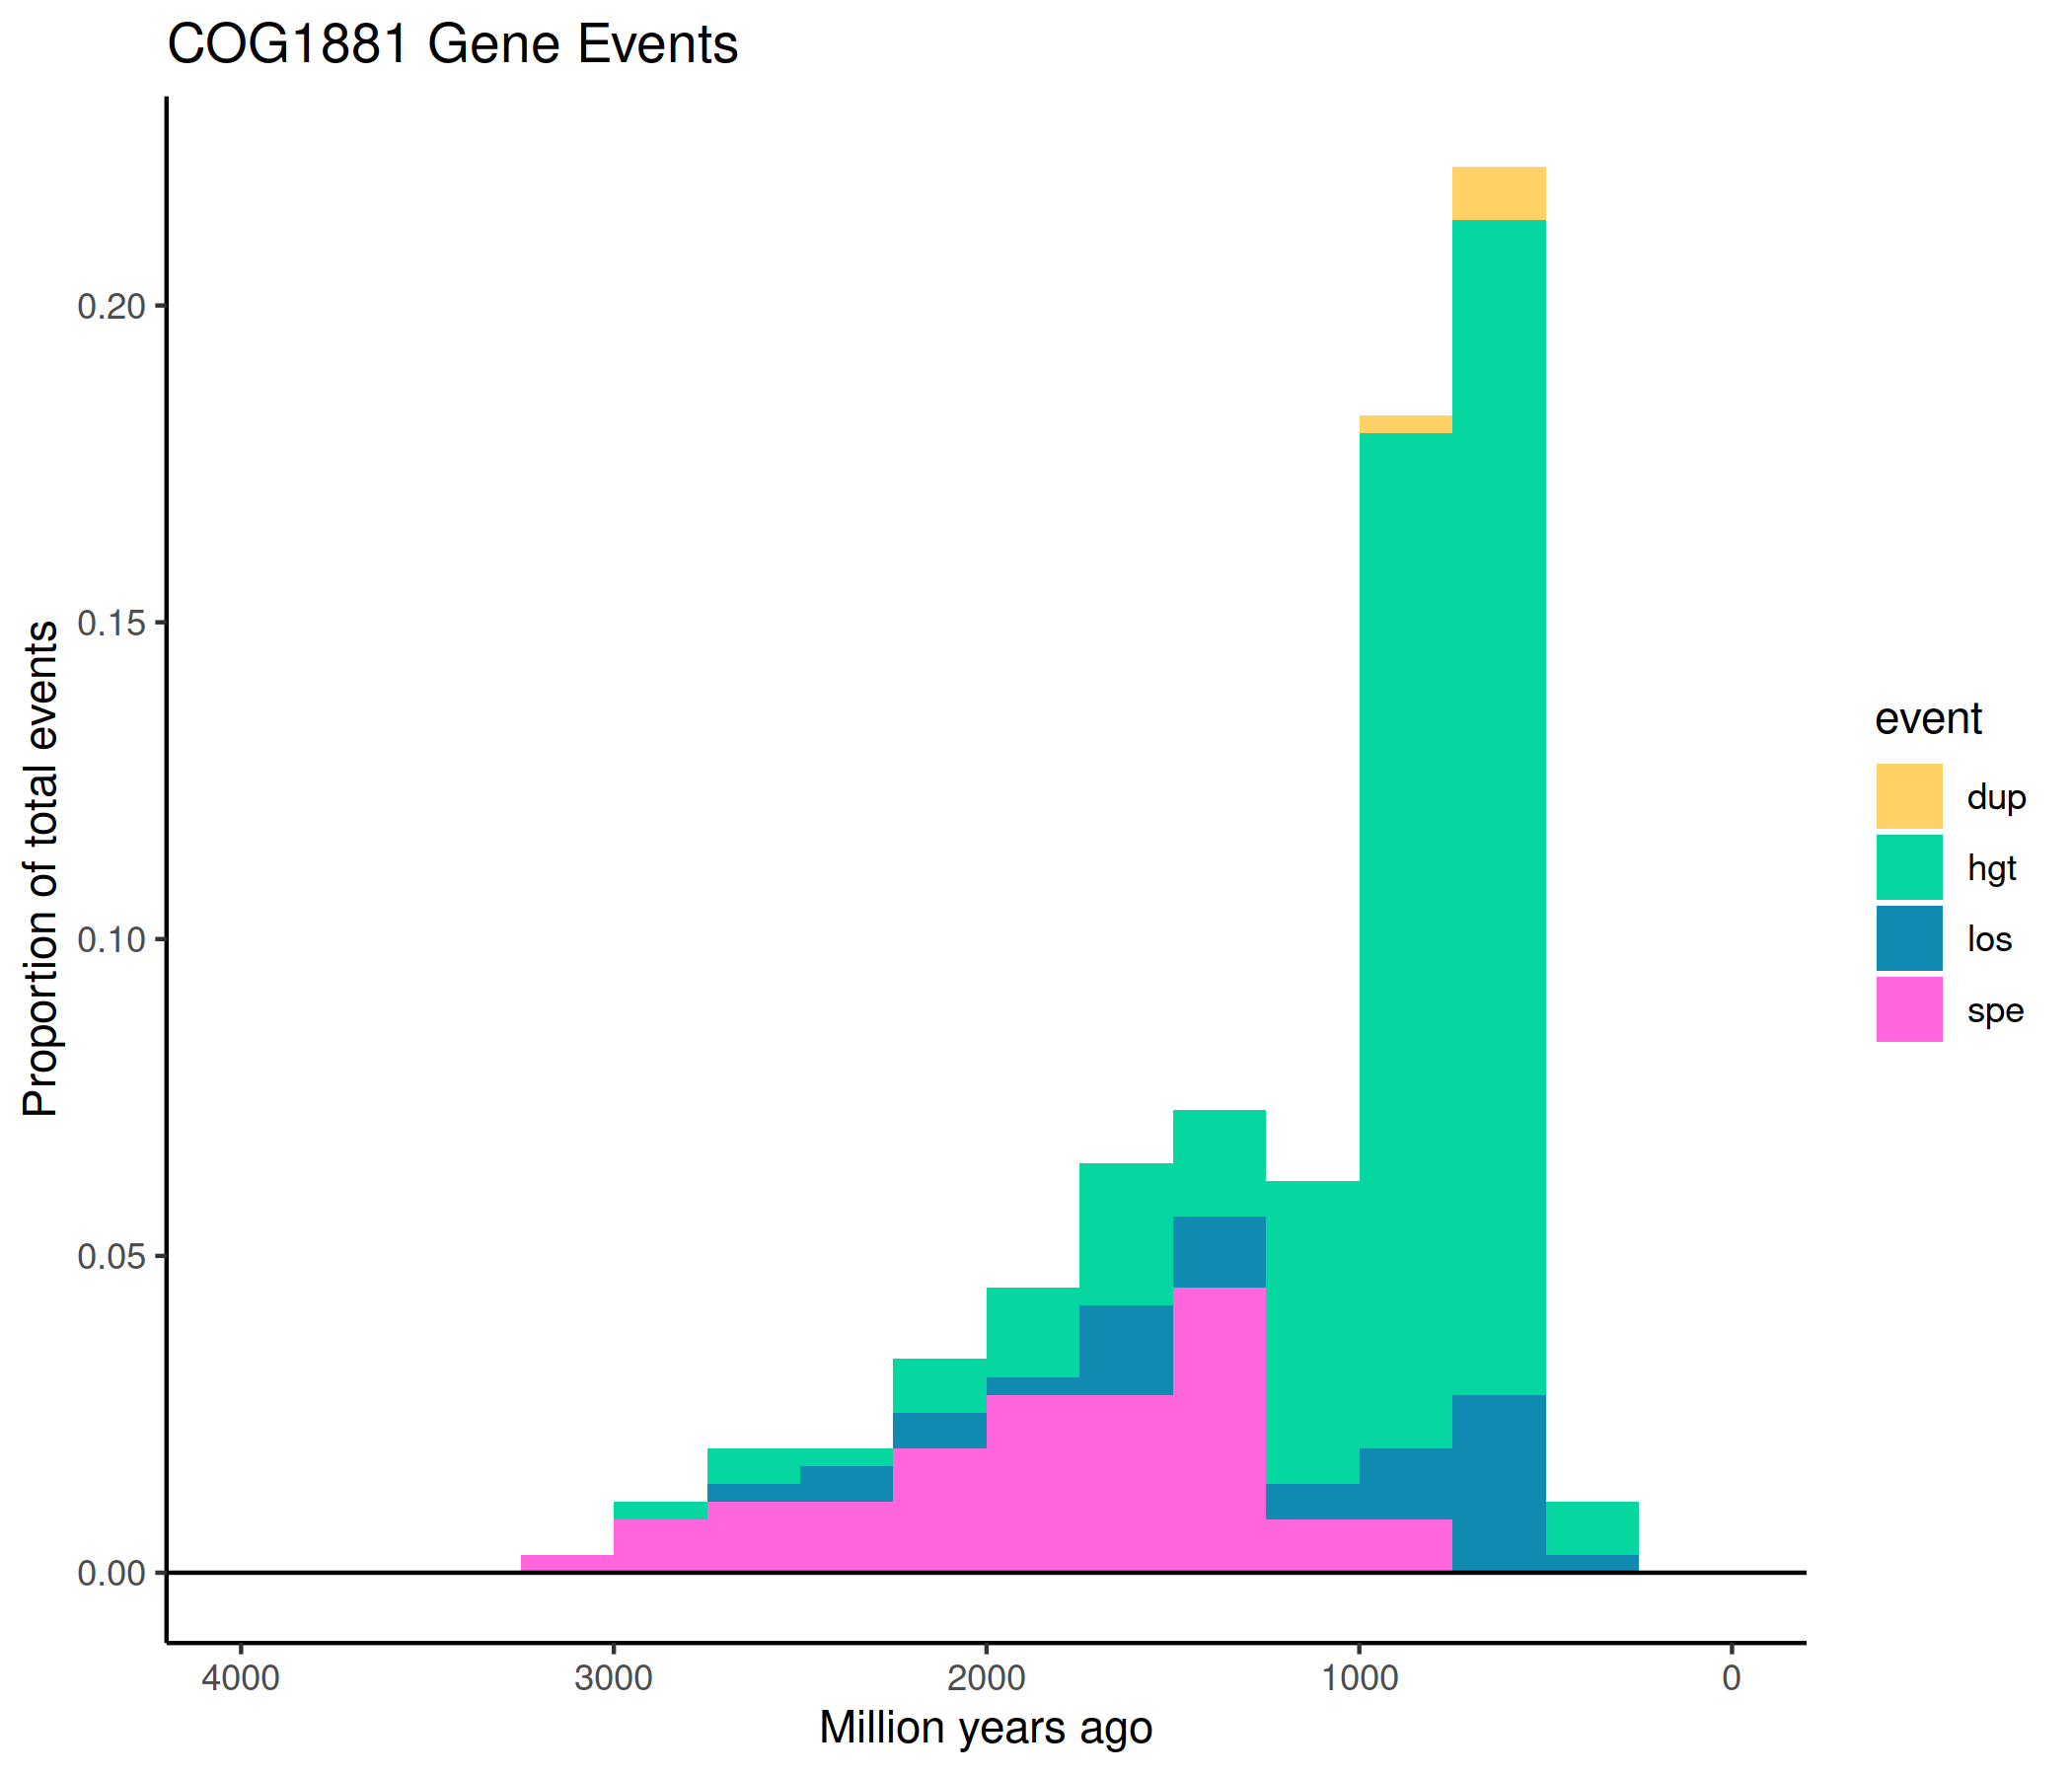 COG1881 Gene Events
Proportion of total events
0.20
0.15
0.10
0.05
0.00
4000 3000 2000 1000 0
Million years ago
event
dup
hgt
los
spe